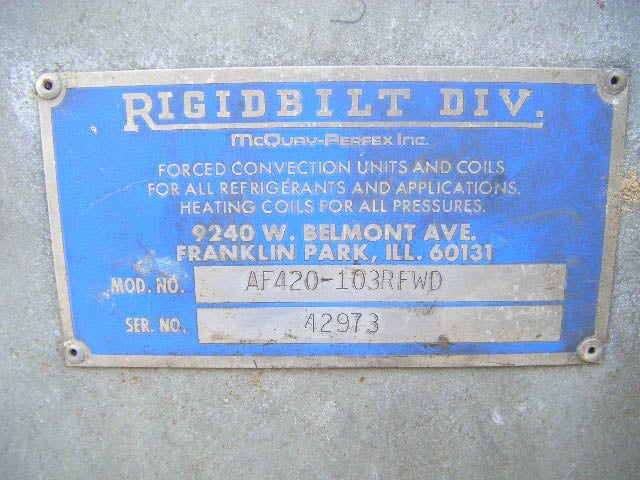 RIGIDBILT DIV.
McQuay-Perfex Inc.
FORCED CONVECTION UNITS AND COILS
FOR ALL REFRIGERANTS AND APPLICATIONS.
HEATING COILS FOR ALL PRESSURES.
9240 W. BELMONT AVE.
FRANKLIN PARK, ILL. 60131
MOD. NO. AF420-103RFWD
SER. NO. 42973